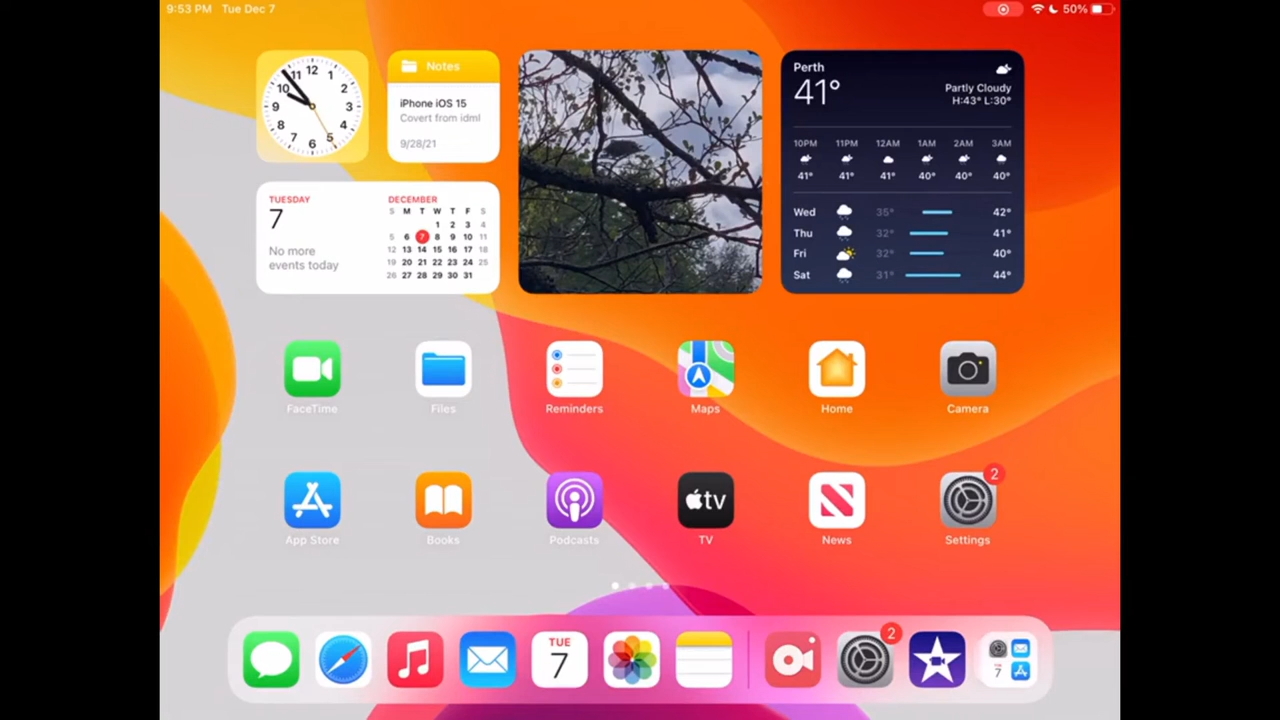 9:53 PM Tue Dec 7
50%
12
1
2
3
4
5
6
7
8
9
10
11
Notes
iPhone iOS 15
Covert from idml
9/28/21
Perth
41°
Partly Cloudy
H:43° L:30°
10PM 11PM 12AM 1AM 2AM 3AM
41° 41° 41° 40° 40° 40°
Wed 35° 42°
Thu 32° 41°
Fri 32° 40°
Sat 31° 44°
TUESDAY
7
No more
events today
DECEMBER
S M T W T F S
1 2 3 4
5 6 7 8 9 10 11
12 13 14 15 16 17 18
19 20 21 22 23 24 25
26 27 28 29 30 31
FaceTime Files Reminders Maps Home Camera
tv
2
App Store Books Podcasts TV News Settings
TUE
7
2
7